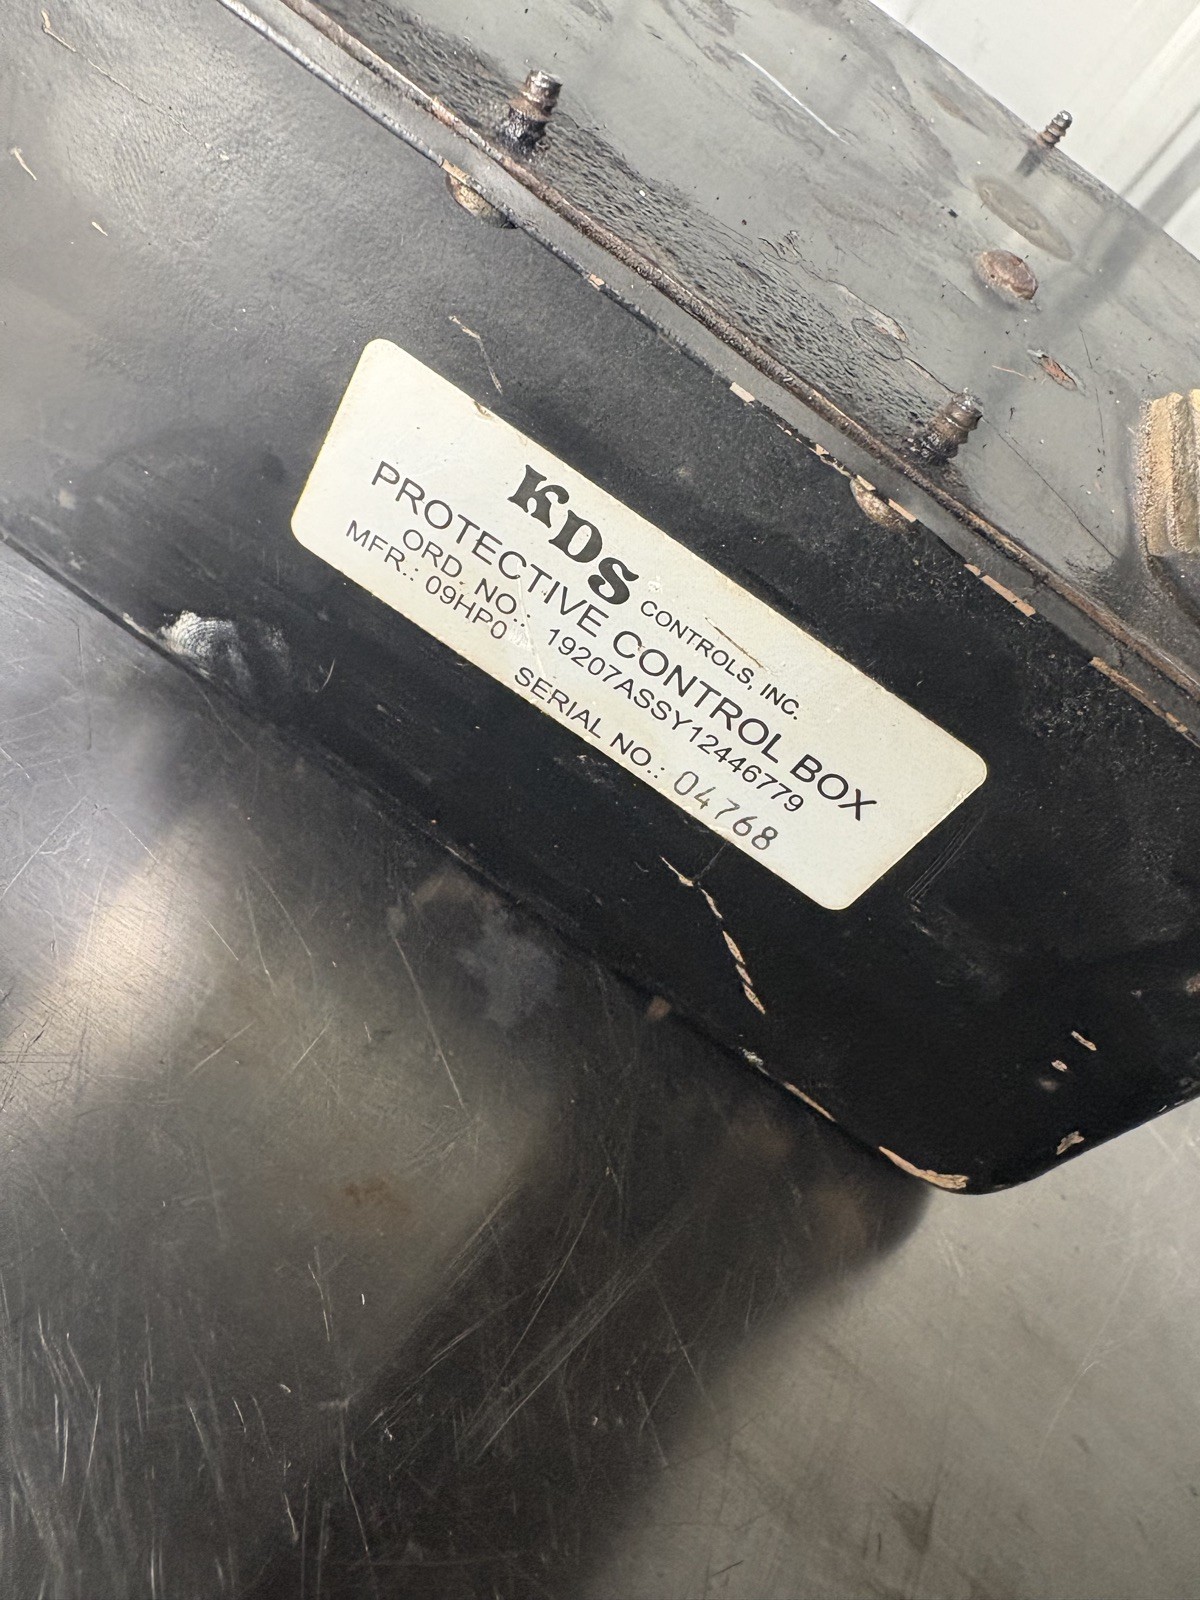 KDS CONTROLS, INC.
PROTECTIVE CONTROL BOX
ORD. NO.: 19207ASSY12446779
MFR.: 09HP0
SERIAL NO.: 04768